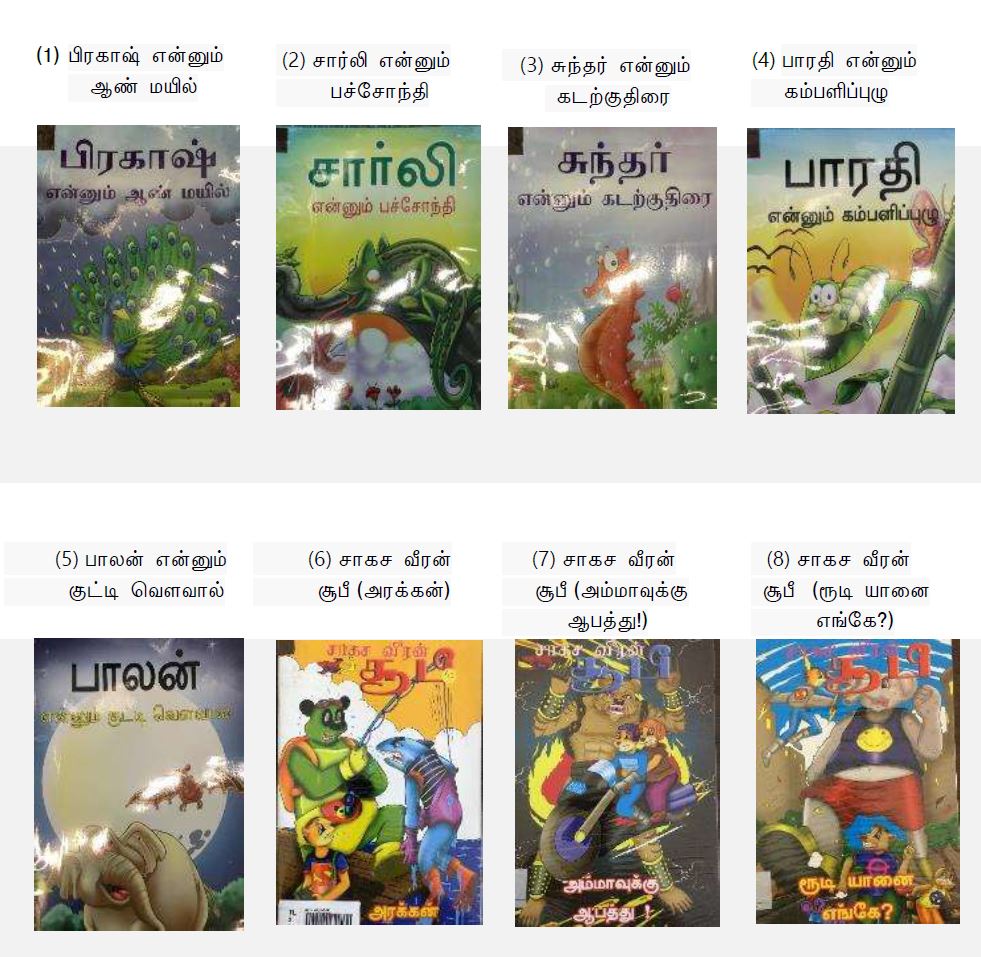 (1) பிரகாஷ் என்னும்
ஆண் மயில்
(2) சார்லி என்னும்
பச்சோந்தி
(3) சுந்தர் என்னும்
கடற்குதிரை
(4) பாரதி என்னும்
கம்பளிப்புழு
பிரகாஷ்
என்னும் ஆண் மயில்
சார்லி
என்னும் பச்சோந்தி
சுந்தர்
என்னும் கடற்குதிரை
பாரதி
என்னும் கம்பளிப்புழு
(5) பாலன் என்னும்
குட்டி வௌவால்
(6) சாகச வீரன்
சூபீ (அரக்கன்)
(7) சாகச வீரன்
சூபீ (அம்மாவுக்கு
ஆபத்து!)
(8) சாகச வீரன்
சூபீ (ரூடி யானை
எங்கே?)
பாலன்
என்னும் குட்டி வௌவால்
சாகச வீரன்
சூபீ
அரக்கன்
சாகச வீரன்
சூபீ
அம்மாவுக்கு
ஆபத்து !
சாகச வீரன்
சூபீ
ரூடி யானை
எங்கே?